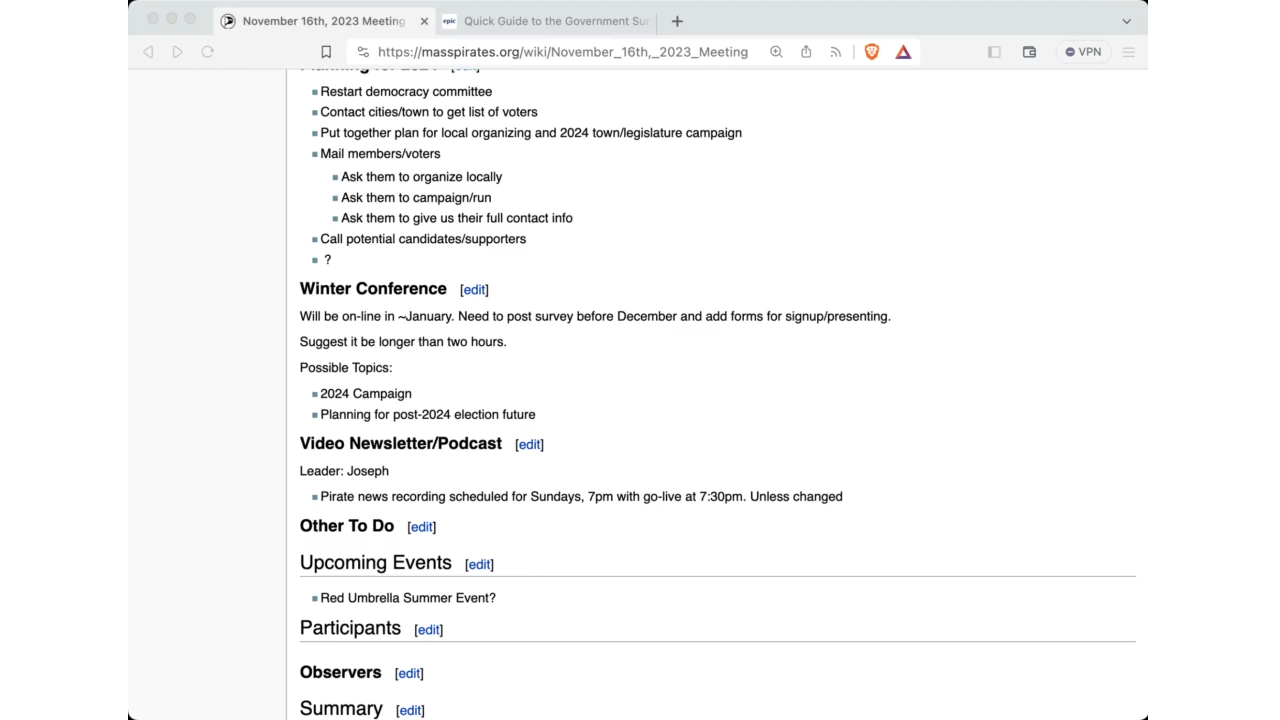 November 16th, 2023 Meeting
epic Quick Guide to the Government Sur
https://masspirates.org/wiki/November_16th,_2023_Meeting
VPN
[edit]
Restart democracy committee
Contact cities/town to get list of voters
Put together plan for local organizing and 2024 town/legislature campaign
Mail members/voters
Ask them to organize locally
Ask them to campaign/run
Ask them to give us their full contact info
Call potential candidates/supporters
?
Winter Conference [edit]
Will be on-line in ~January. Need to post survey before December and add forms for signup/presenting.
Suggest it be longer than two hours.
Possible Topics:
2024 Campaign
Planning for post-2024 election future
Video Newsletter/Podcast [edit]
Leader: Joseph
Pirate news recording scheduled for Sundays, 7pm with go-live at 7:30pm. Unless changed
Other To Do [edit]
Upcoming Events [edit]
Red Umbrella Summer Event?
Participants [edit]
Observers [edit]
Summary [edit]